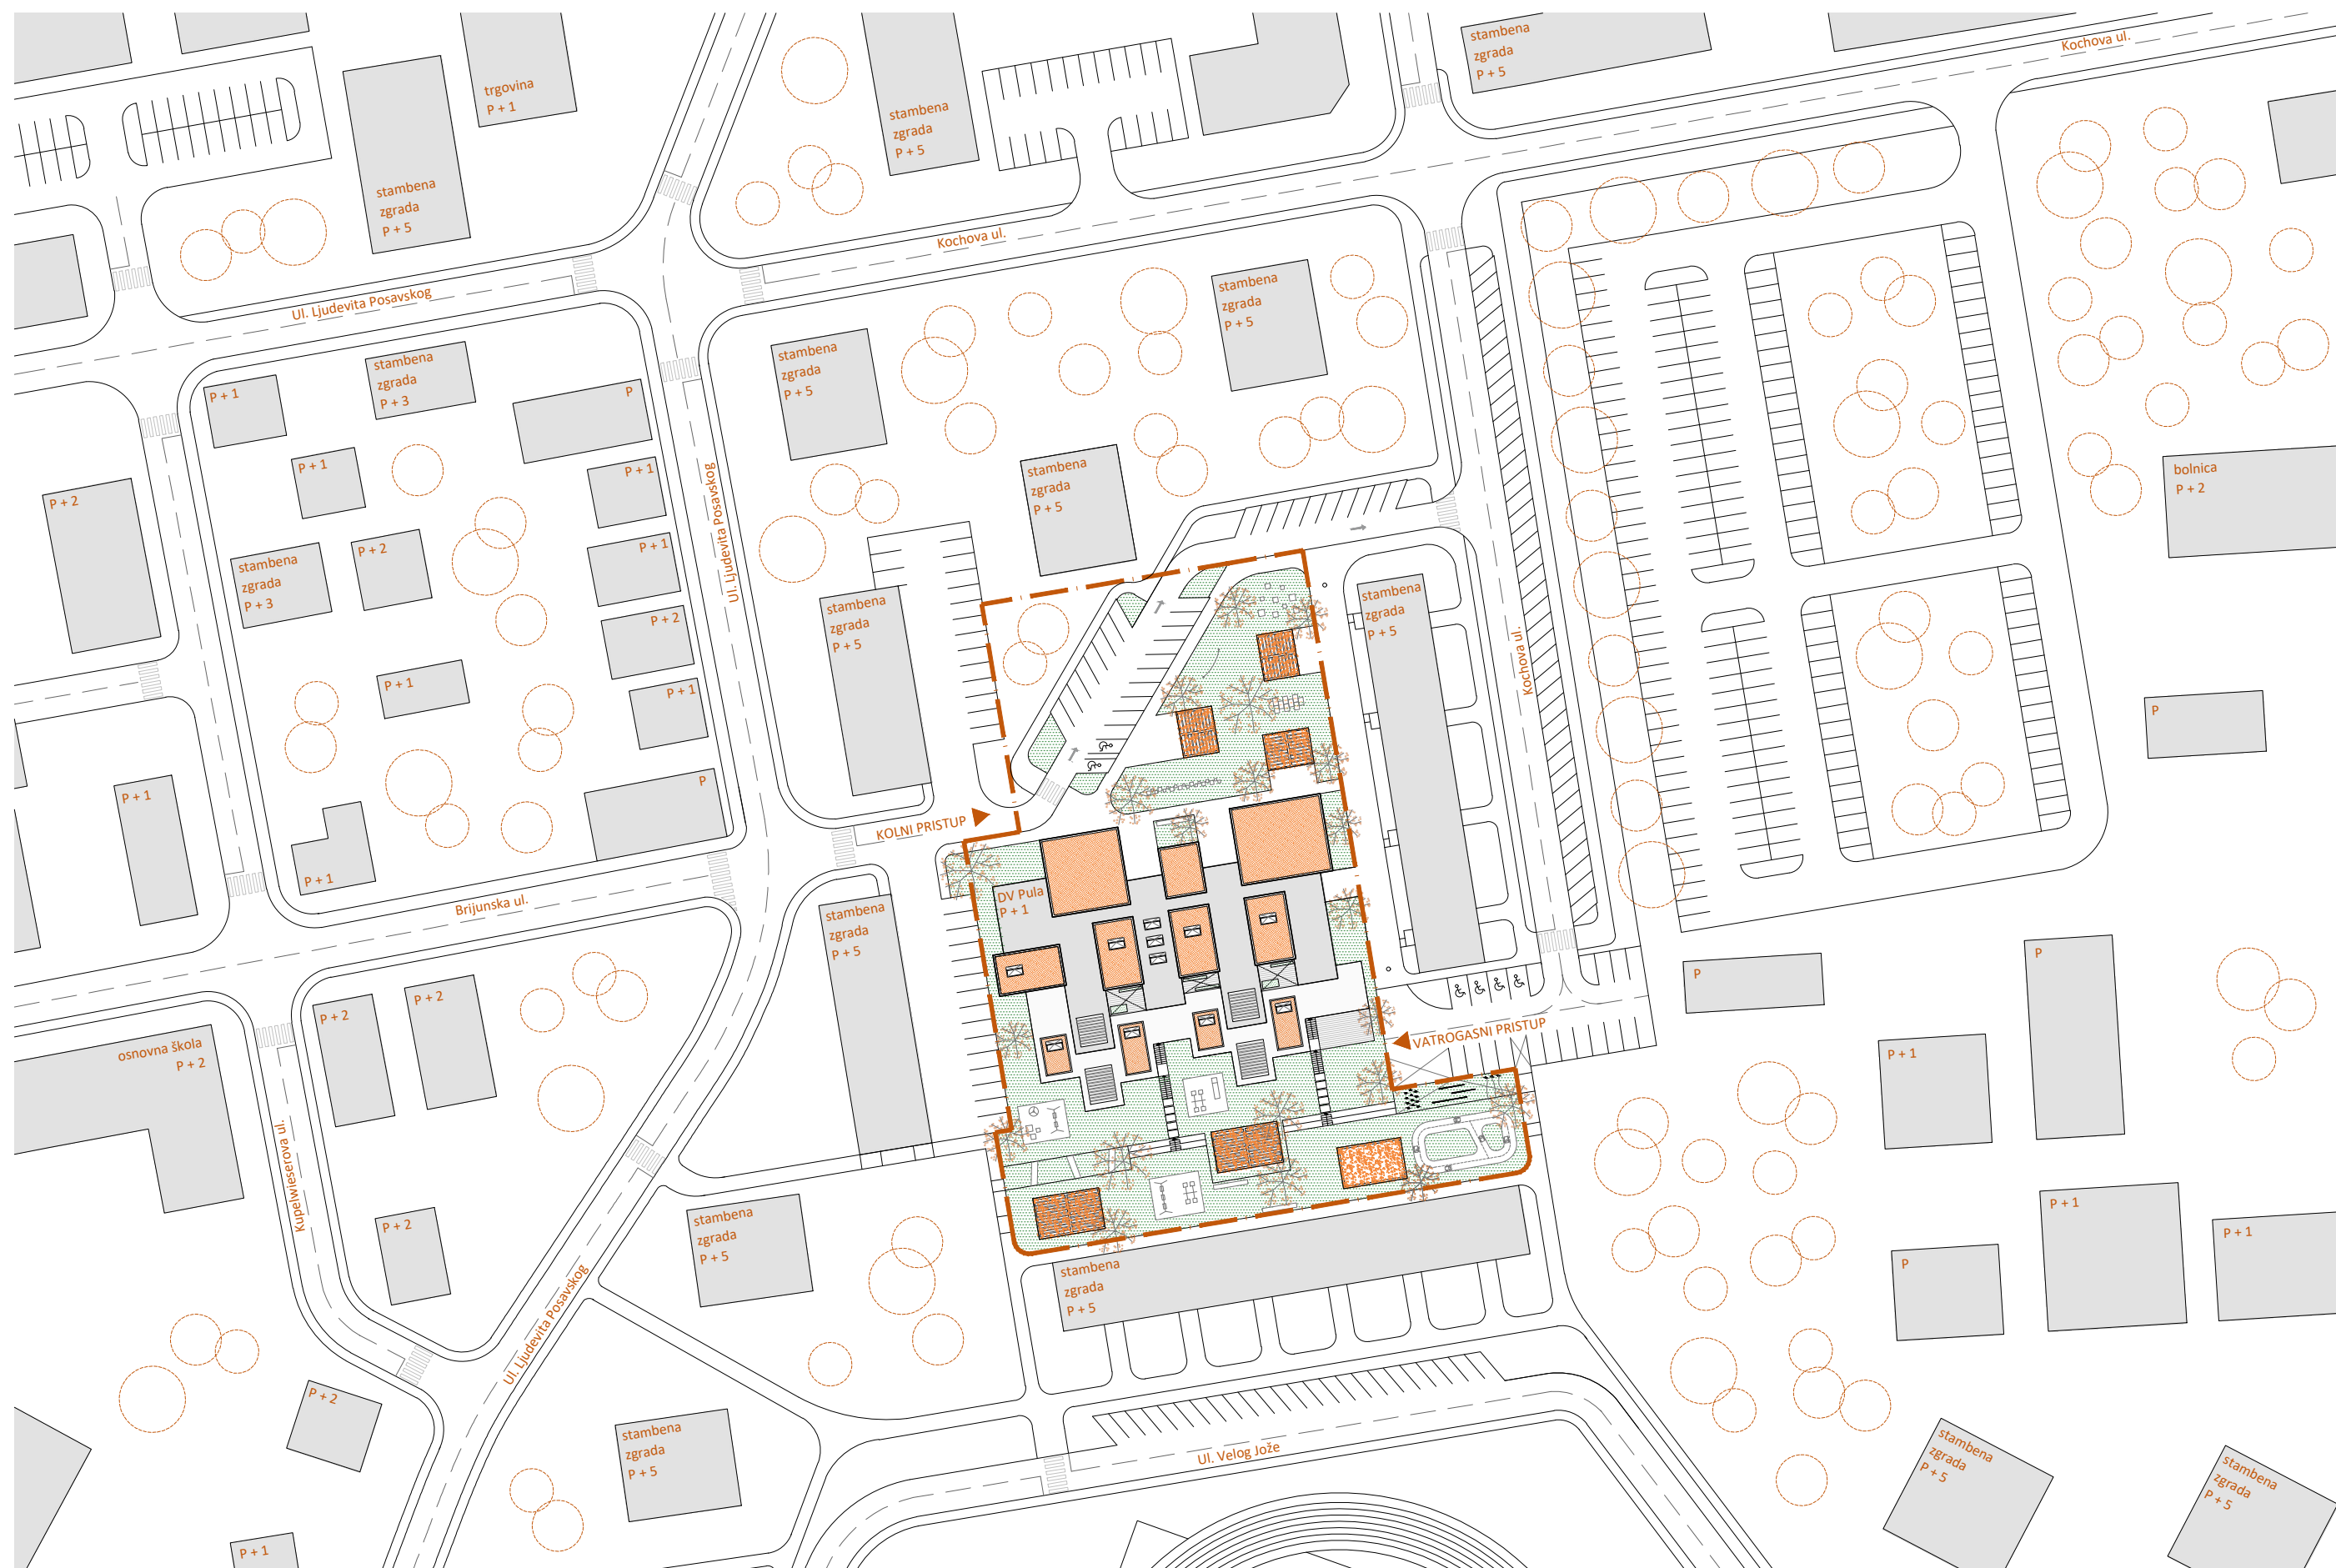 stambena
zgrada
P + 5
Kochova ul.
trgovina
P + 1
stambena
zgrada
P + 5
stambena
zgrada
P + 5
Kochova ul.
Ul. Ljudevita Posavskog
stambena
zgrada
P + 5
stambena
zgrada
P + 5
stambena
zgrada
P + 3
P + 1
P
P + 1
P + 1
P + 2
stambena
zgrada
P + 5
bolnica
P + 2
Ul. Ljudevita Posavskog
P + 1
P + 2
stambena
zgrada
P + 3
P + 2
P + 1
P + 1
stambena
zgrada
P + 5
stambena
zgrada
P + 5
Kochova ul.
P
P
P + 1
P + 1
KOLNI PRISTUP
DV Pula
P + 1
Brijunska ul.
stambena
zgrada
P + 5
P
P
P + 2
P + 2
osnovna škola
P + 2
VATROGASNI PRISTUP
P + 1
Kupelwieserova ul.
P + 2
stambena
zgrada
P + 5
P + 1
P + 1
P
stambena
zgrada
P + 5
Ul. Ljudevita Posavskog
P + 2
stambena
zgrada
P + 5
Ul. Velog Jože
stambena
zgrada
P + 5
stambena
zgrada
P + 5
P + 1